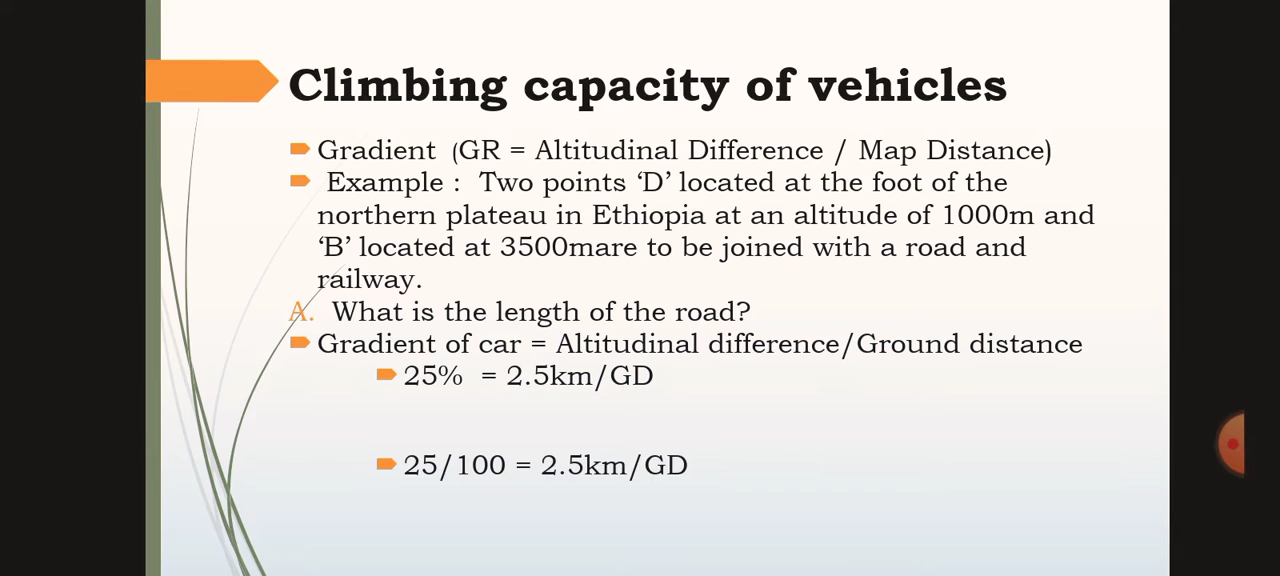 Climbing capacity of vehicles
Gradient (GR = Altitudinal Difference / Map Distance)
Example : Two points ‘D’ located at the foot of the
northern plateau in Ethiopia at an altitude of 1000m and
‘B’ located at 3500mare to be joined with a road and
railway.
A. What is the length of the road?
Gradient of car = Altitudinal difference/Ground distance
25% = 2.5km/GD
25/100 = 2.5km/GD